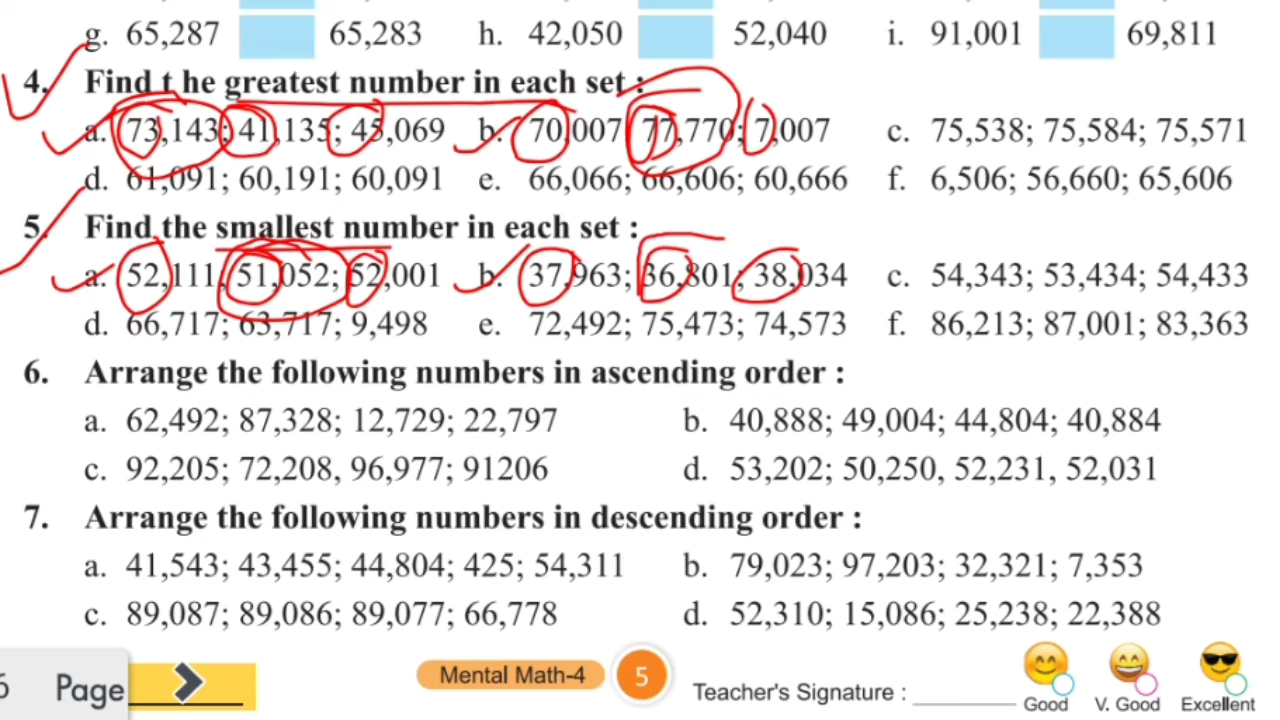 g. 65,287 65,283 h. 42,050 52,040 i. 91,001 69,811
4. Find t he greatest number in each set :
a. 73,143; 41,135; 45,069 b. 70,007 77,770; 7,007 c. 75,538; 75,584; 75,571
d. 61,091; 60,191; 60,091 e. 66,066; 66,606; 60,666 f. 6,506; 56,660; 65,606
5. Find the smallest number in each set :
a. 52,111; 51,052; 52,001 b. 37,963; 36,801; 38,034 c. 54,343; 53,434; 54,433
d. 66,717; 63,717; 9,498 e. 72,492; 75,473; 74,573 f. 86,213; 87,001; 83,363
6. Arrange the following numbers in ascending order :
a. 62,492; 87,328; 12,729; 22,797 b. 40,888; 49,004; 44,804; 40,884
c. 92,205; 72,208, 96,977; 91206 d. 53,202; 50,250, 52,231, 52,031
7. Arrange the following numbers in descending order :
a. 41,543; 43,455; 44,804; 425; 54,311 b. 79,023; 97,203; 32,321; 7,353
c. 89,087; 89,086; 89,077; 66,778 d. 52,310; 15,086; 25,238; 22,388
6 Page
Mental Math-4 5 Teacher's Signature : __________ Good V. Good Excellent